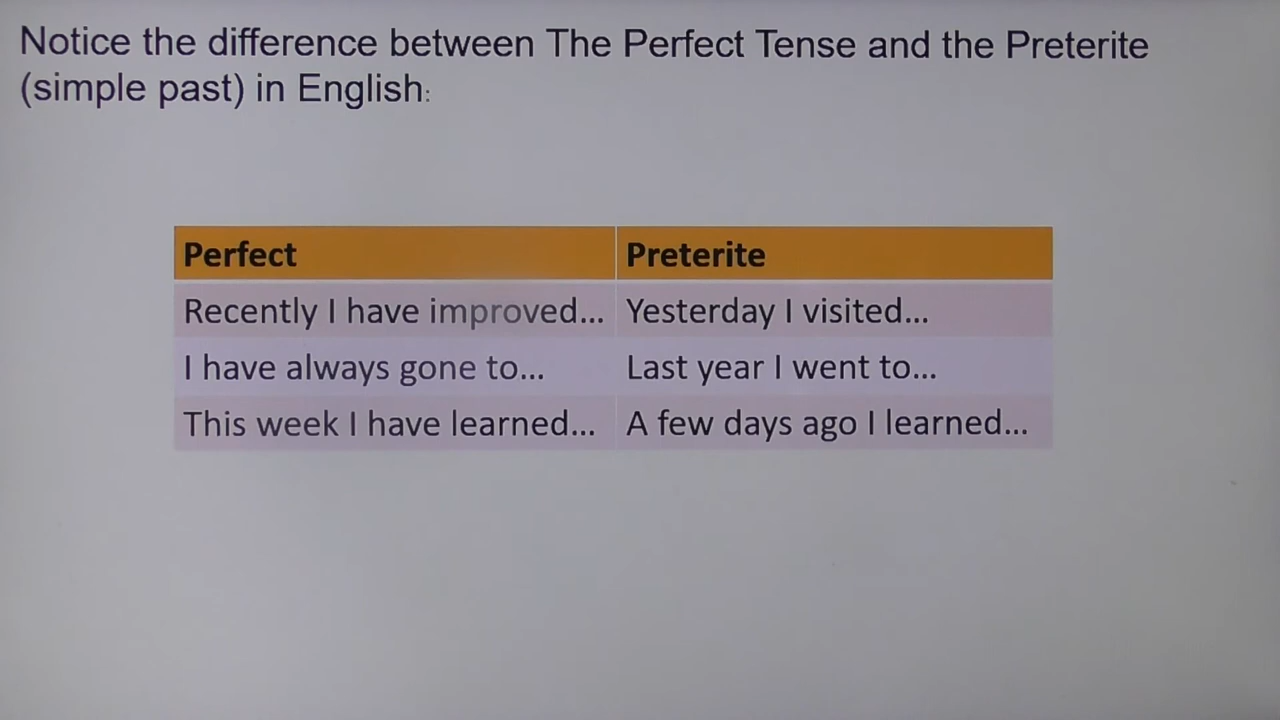 Notice the difference between The Perfect Tense and the Preterite
(simple past) in English:
Perfect Preterite
Recently I have improved... Yesterday I visited...
I have always gone to... Last year I went to...
This week I have learned... A few days ago I learned...